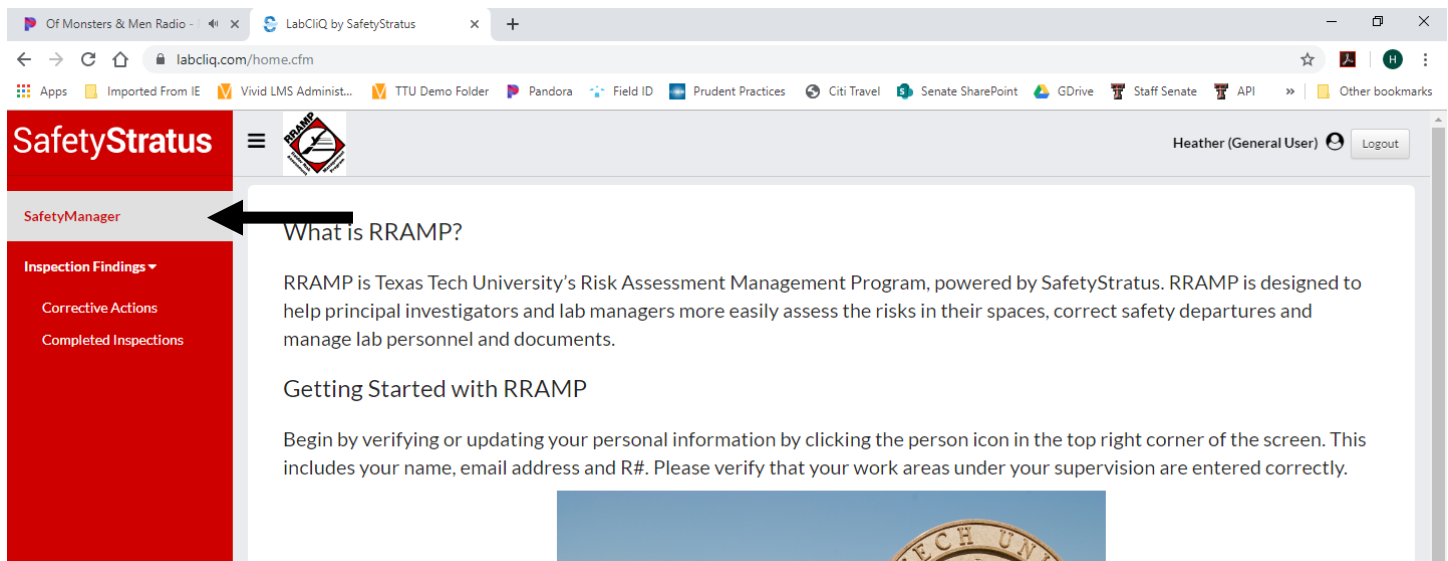 Of Monsters & Men Radio -
LabCliQ by SafetyStratus
labcliq.com/home.cfm
H
Apps
Imported From IE
Vivid LMS Administ...
TTU Demo Folder
Pandora
Field ID
Prudent Practices
Citi Travel
Senate SharePoint
GDrive
Staff Senate
API
»
Other bookmarks
SafetyStratus
RRAMP
Heather (General User)
Logout
SafetyManager
Inspection Findings
Corrective Actions
Completed Inspections
What is RRAMP?
RRAMP is Texas Tech University’s Risk Assessment Management Program, powered by SafetyStratus. RRAMP is designed to
help principal investigators and lab managers more easily assess the risks in their spaces, correct safety departures and
manage lab personnel and documents.
Getting Started with RRAMP
Begin by verifying or updating your personal information by clicking the person icon in the top right corner of the screen. This
includes your name, email address and R#. Please verify that your work areas under your supervision are entered correctly.
TECH UN